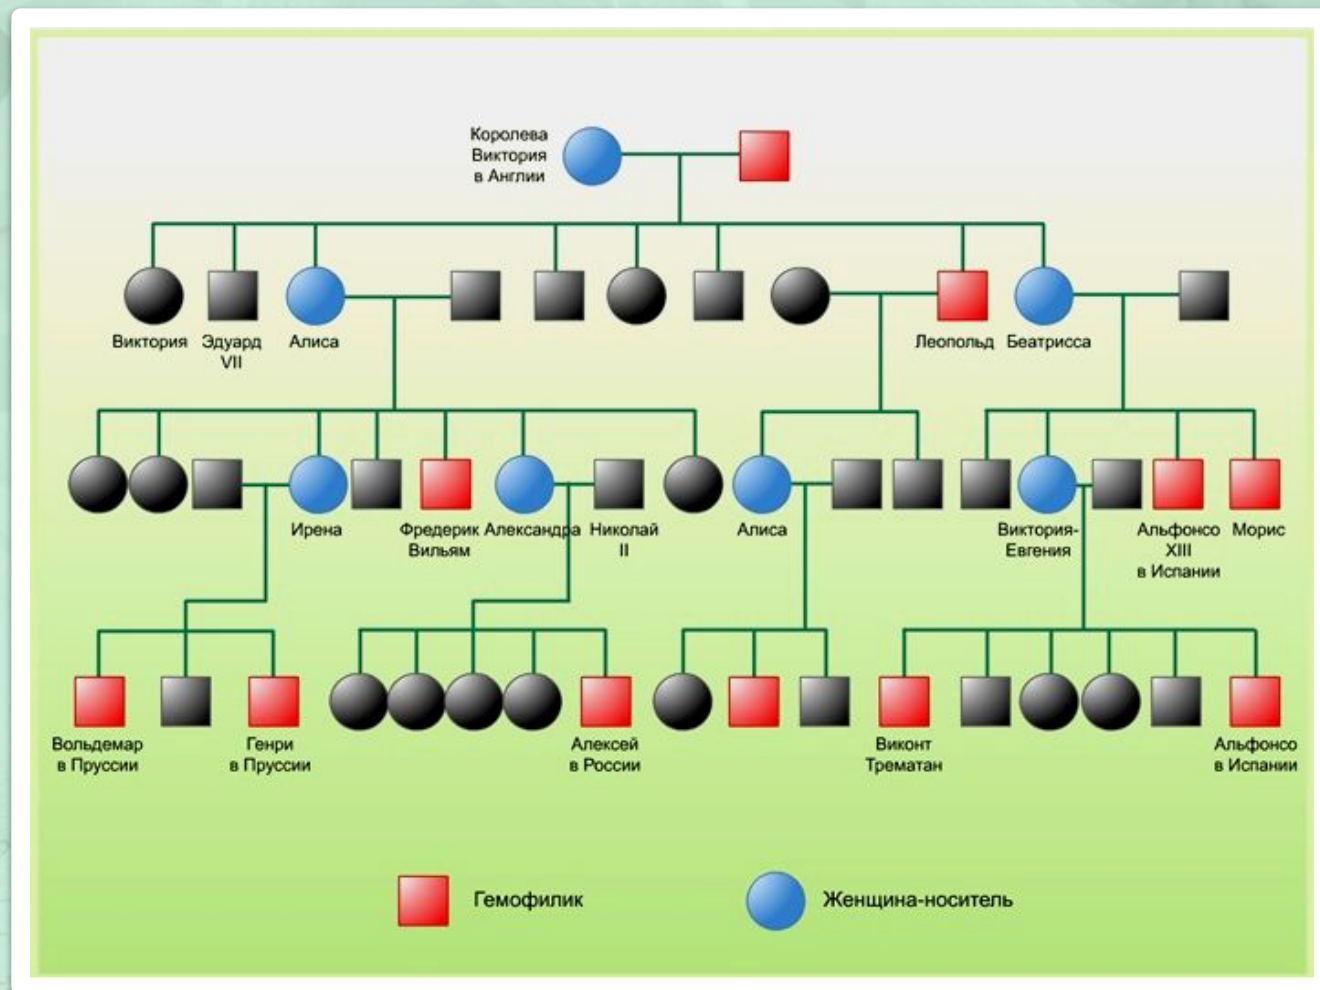 Королева
Виктория
в Англии
Виктория
Эдуард
VII
Алиса
Леопольд
Беатрисса
Ирена
Фредерик
Вильям
Александра
Николай
II
Алиса
Виктория-
Евгения
Альфонсо
XIII
в Испании
Морис
Вольдемар
в Пруссии
Генри
в Пруссии
Алексей
в России
Виконт
Трематан
Альфонсо
в Испании
Гемофилик
Женщина-носитель